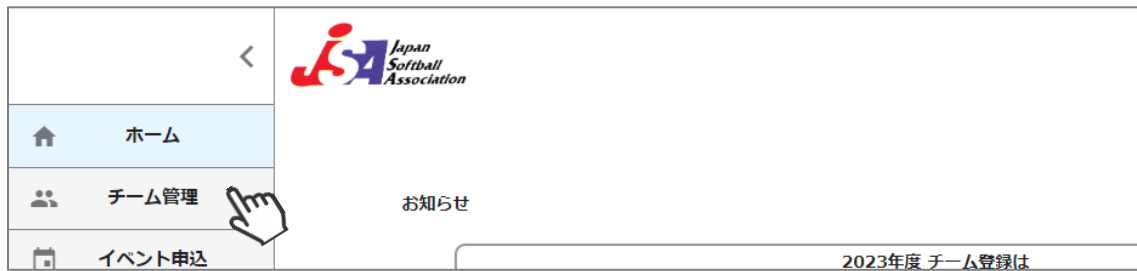 JSA
Japan
Softball
Association
ホーム
チーム管理
イベント申込
お知らせ
2023年度 チーム登録は